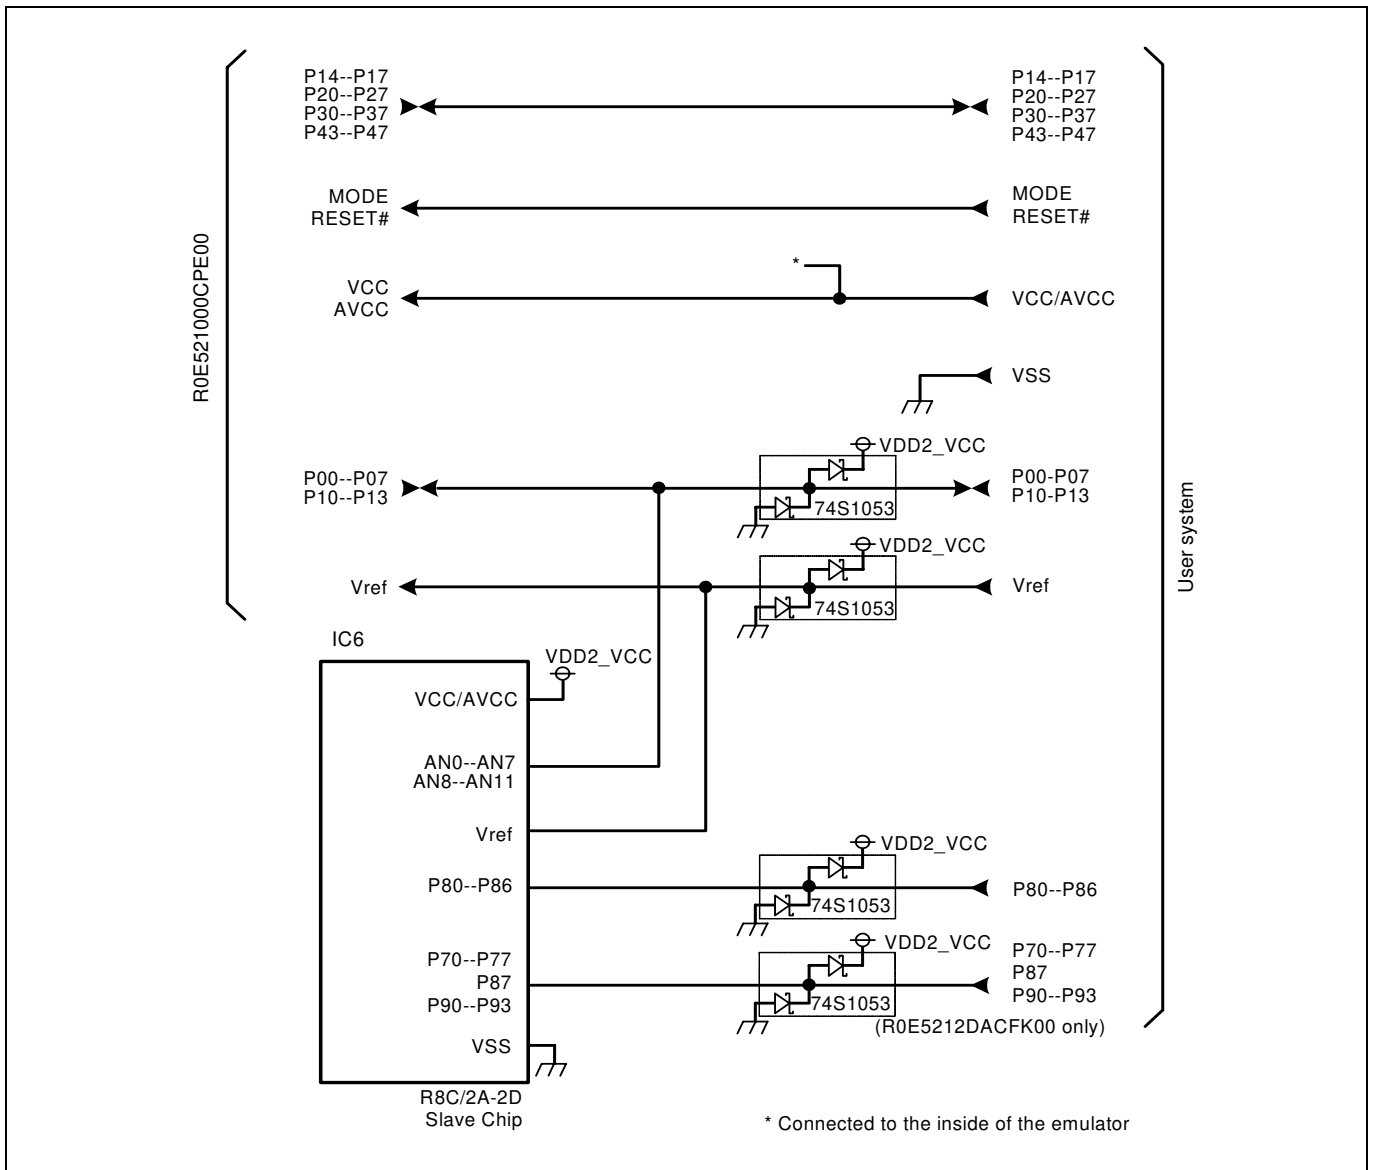 P14--P17
P20--P27
P30--P37
P43--P47
P14--P17
P20--P27
P30--P37
P43--P47
MODE
RESET#
MODE
RESET#
R0E521000CPE00
*
VCC
AVCC
VCC/AVCC
VSS
VDD2_VCC
P00--P07
P10--P13
74S1053
P00-P07
P10-P13
User system
VDD2_VCC
Vref
74S1053
Vref
IC6
VDD2_VCC
VCC/AVCC
AN0--AN7
AN8--AN11
Vref
VDD2_VCC
P80--P86
74S1053
P80--P86
VDD2_VCC
P70--P77
P87
P90--P93
74S1053
P70--P77
P87
P90--P93
(R0E5212DACFK00 only)
VSS
R8C/2A-2D
Slave Chip
* Connected to the inside of the emulator